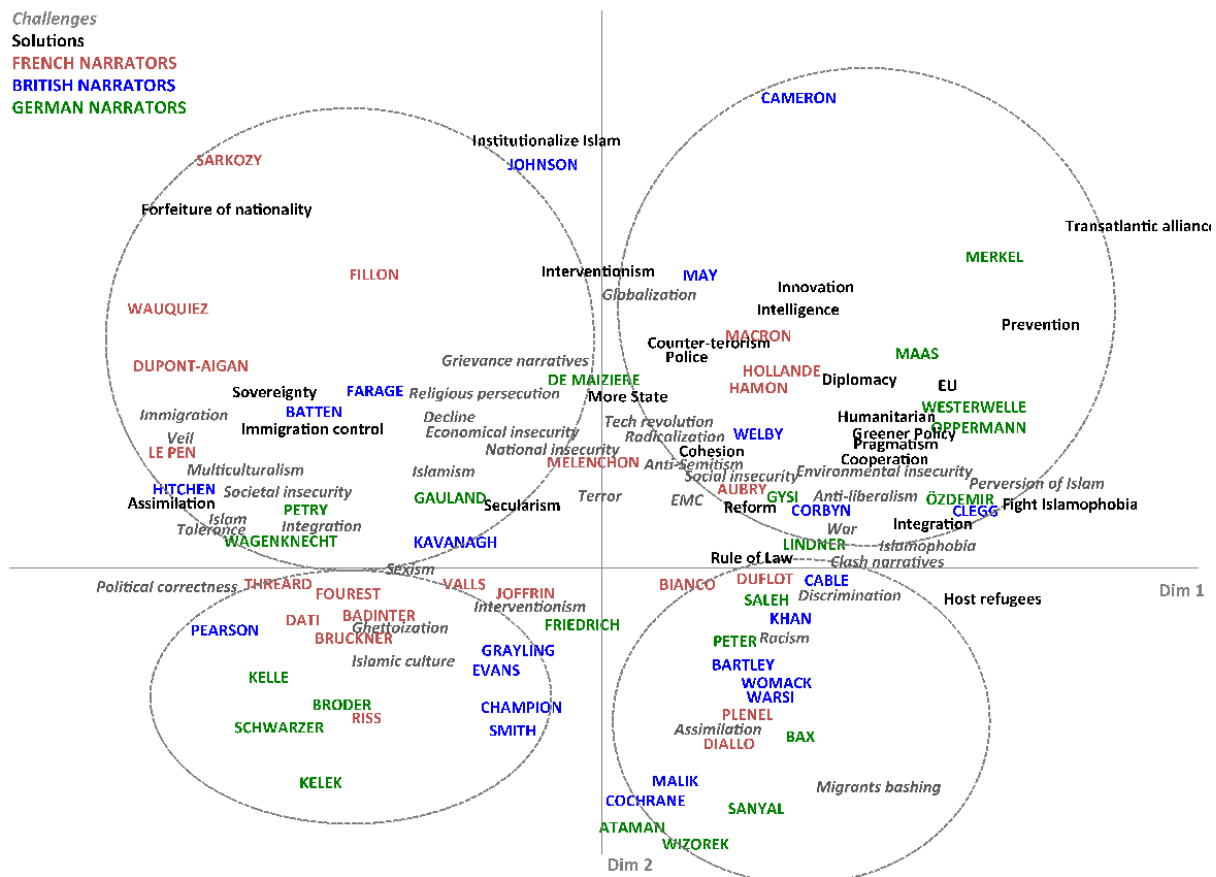 Challenges
Solutions
FRENCH NARRATORS
BRITISH NARRATORS
GERMAN NARRATORS
CAMERON
Institutionalize Islam
SARKOZY
JOHNSON
Forfeiture of nationality
Transatlantic alliance
MERKEL
FILLON
Interventionism
MAY
Innovation
Globalization
WAUQUIEZ
Intelligence
Prevention
MACRON
Counter-terrorism
Police
MAAS
Grievance narratives
DUPONT-AIGAN
HOLLANDE
DE MAIZIERE
Diplomacy
HAMON
EU
Sovereignty
FARAGE
Religious persecution
More State
WESTERWELLE
Immigration
BATTEN
Decline
Humanitarian
Tech revolution
OPPERMANN
Immigration control
Economical insecurity
Radicalization
WELBY
Greener Policy
Veil
Pragmatism
LE PEN
National insecurity
Cohesion
Cooperation
MELENCHON
Anti-Semitism
Multiculturalism
Islamism
Social insecurity
Environmental insecurity
Perversion of Islam
HITCHEN
Societal insecurity
AUBRY
Assimilation
GAULAND
Secularism
Terror
EMC
GYSI
Anti-liberalism
ÖZDEMIR
Fight Islamophobia
PETRY
Reform
CORBYN
CLEGG
Islam
Integration
Integration
Tolerance
War
WAGENKNECHT
KAVANAGH
LINDNER
Islamophobia
Rule of Law
Clash narratives
Sexism
Political correctness
THREARD
VALLS
BIANCO
DUFLOT
CABLE
Dim 1
FOUREST
JOFFRIN
Discrimination
Host refugees
Interventionism
SALEH
DATI
BADINTER
KHAN
PEARSON
Ghettoization
FRIEDRICH
BRUCKNER
PETER
Racism
GRAYLING
Islamic culture
BARTLEY
EVANS
KELLE
WOMACK
WARSI
BRODER
CHAMPION
RISS
PLENEL
SCHWARZER
SMITH
Assimilation
BAX
DIALLO
KELEK
MALIK
Migrants bashing
COCHRANE
SANYAL
ATAMAN
WIZOREK
Dim 2